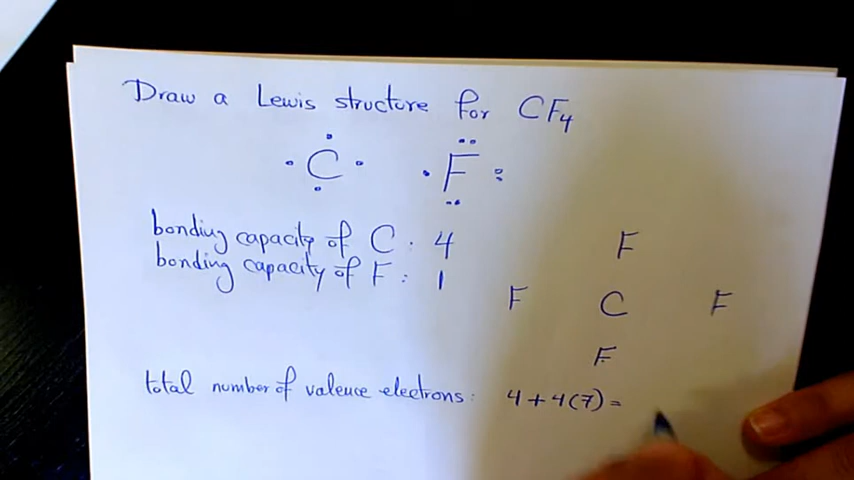 Draw a Lewis structure for CF4
C F
bonding capacity of C: 4
bonding capacity of F: 1
F
F C F
F
total number of valence electrons: 4 + 4(7) =